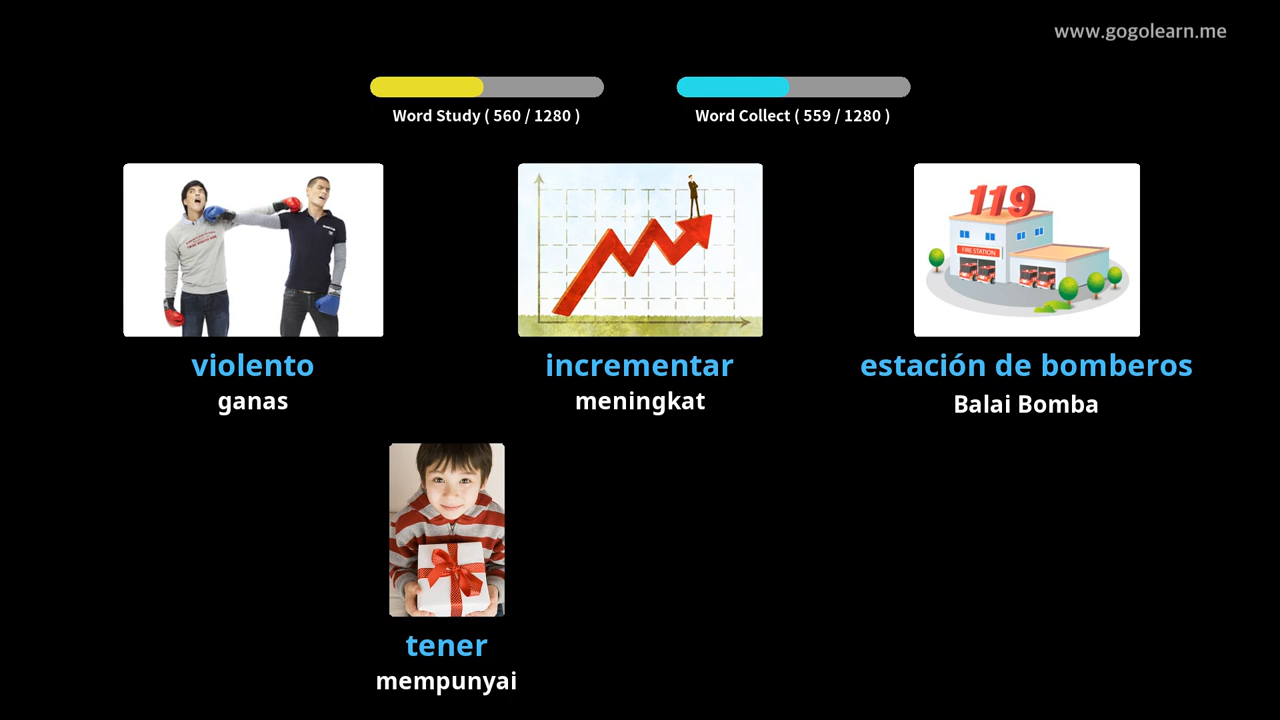 www.gogolearn.me
Word Study ( 560 / 1280 )
Word Collect ( 559 / 1280 )
119
FIRE STATION
violento
ganas
incrementar
meningkat
estación de bomberos
Balai Bomba
tener
mempunyai